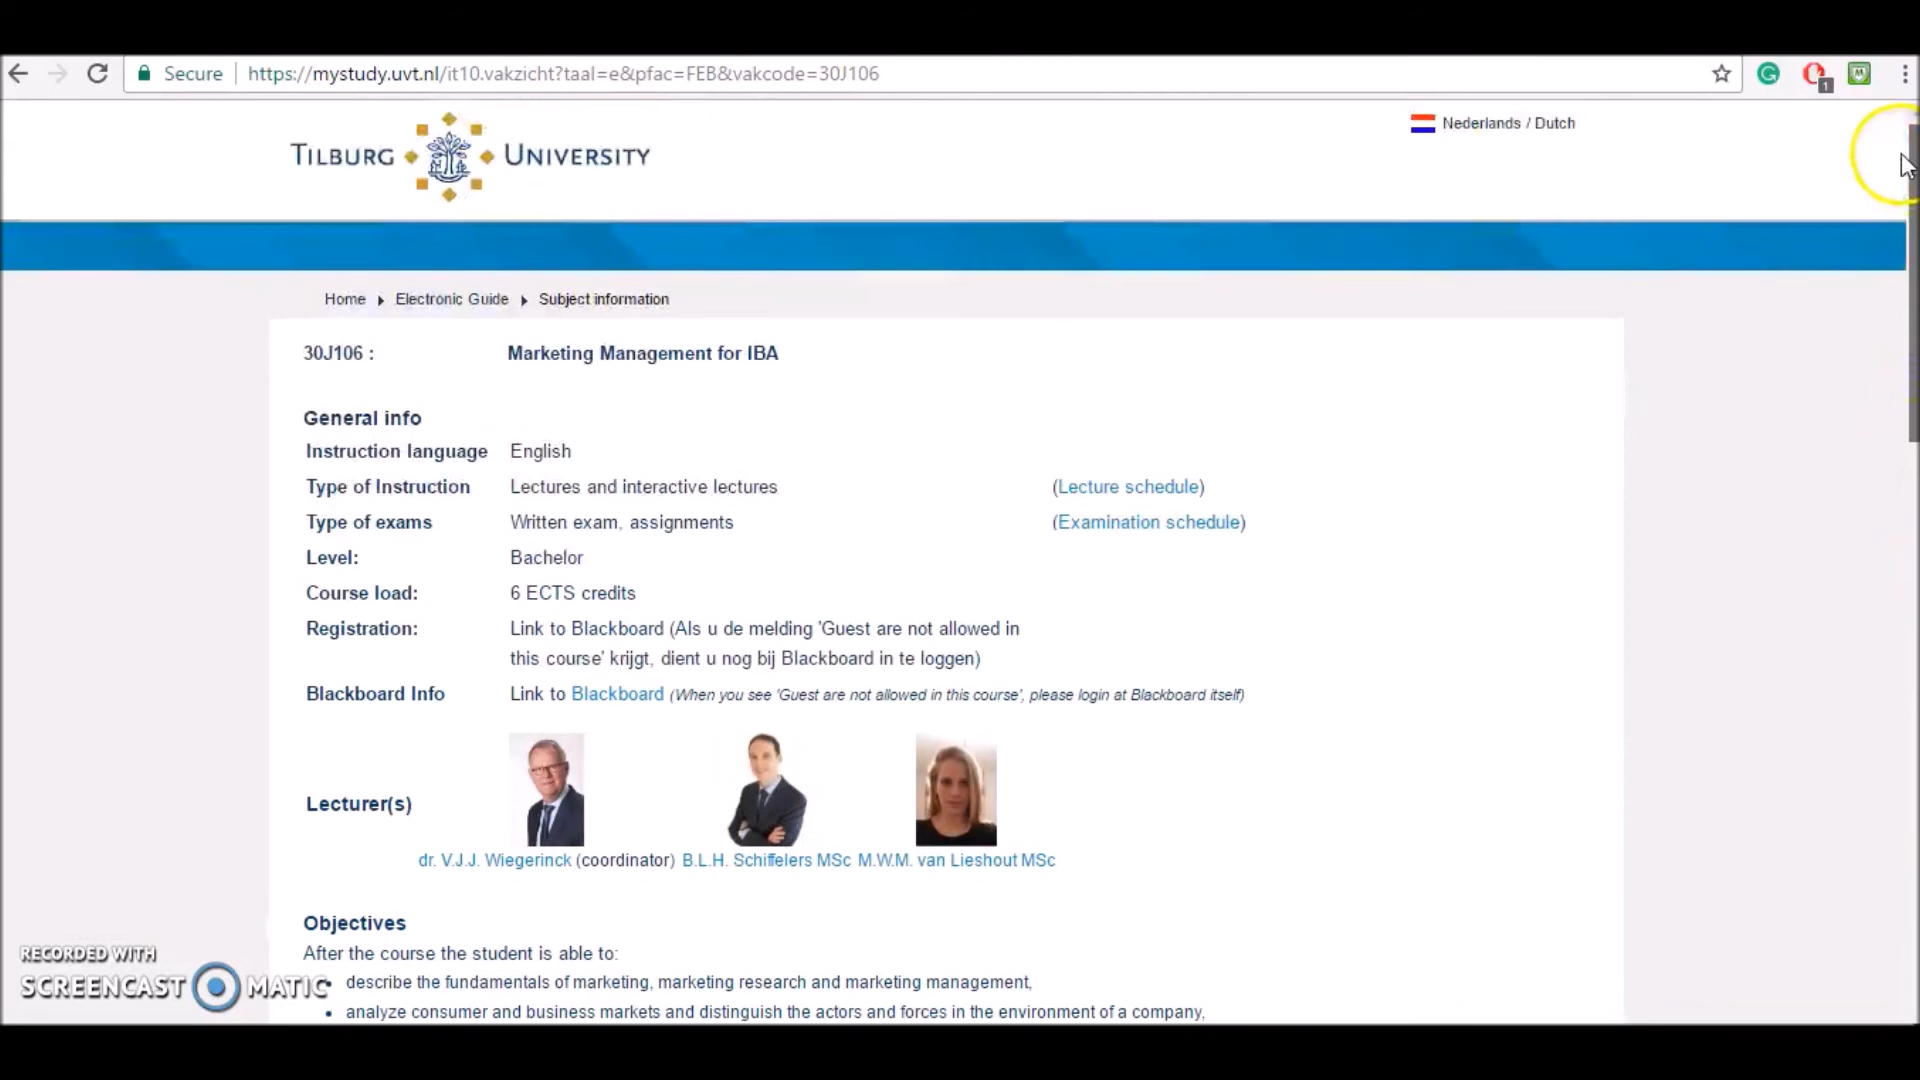 Secure https://mystudy.uvt.nl/it10.vakzicht?taal=e&pfac=FEB&vakcode=30J106
1
TILBURG UNIVERSITY
Nederlands / Dutch
Home Electronic Guide Subject information
30J106 : Marketing Management for IBA
General info
Instruction language English
Type of Instruction Lectures and interactive lectures (Lecture schedule)
Type of exams Written exam, assignments (Examination schedule)
Level: Bachelor
Course load: 6 ECTS credits
Registration: Link to Blackboard (Als u de melding 'Guest are not allowed in
this course' krijgt, dient u nog bij Blackboard in te loggen)
Blackboard Info Link to Blackboard (When you see 'Guest are not allowed in this course', please login at Blackboard itself)
Lecturer(s)
dr. V.J.J. Wiegerinck (coordinator) B.L.H. Schiffelers MSc M.W.M. van Lieshout MSc
Objectives
After the course the student is able to:
• describe the fundamentals of marketing, marketing research and marketing management,
• analyze consumer and business markets and distinguish the actors and forces in the environment of a company,
RECORDED WITH
SCREENCAST MATIC